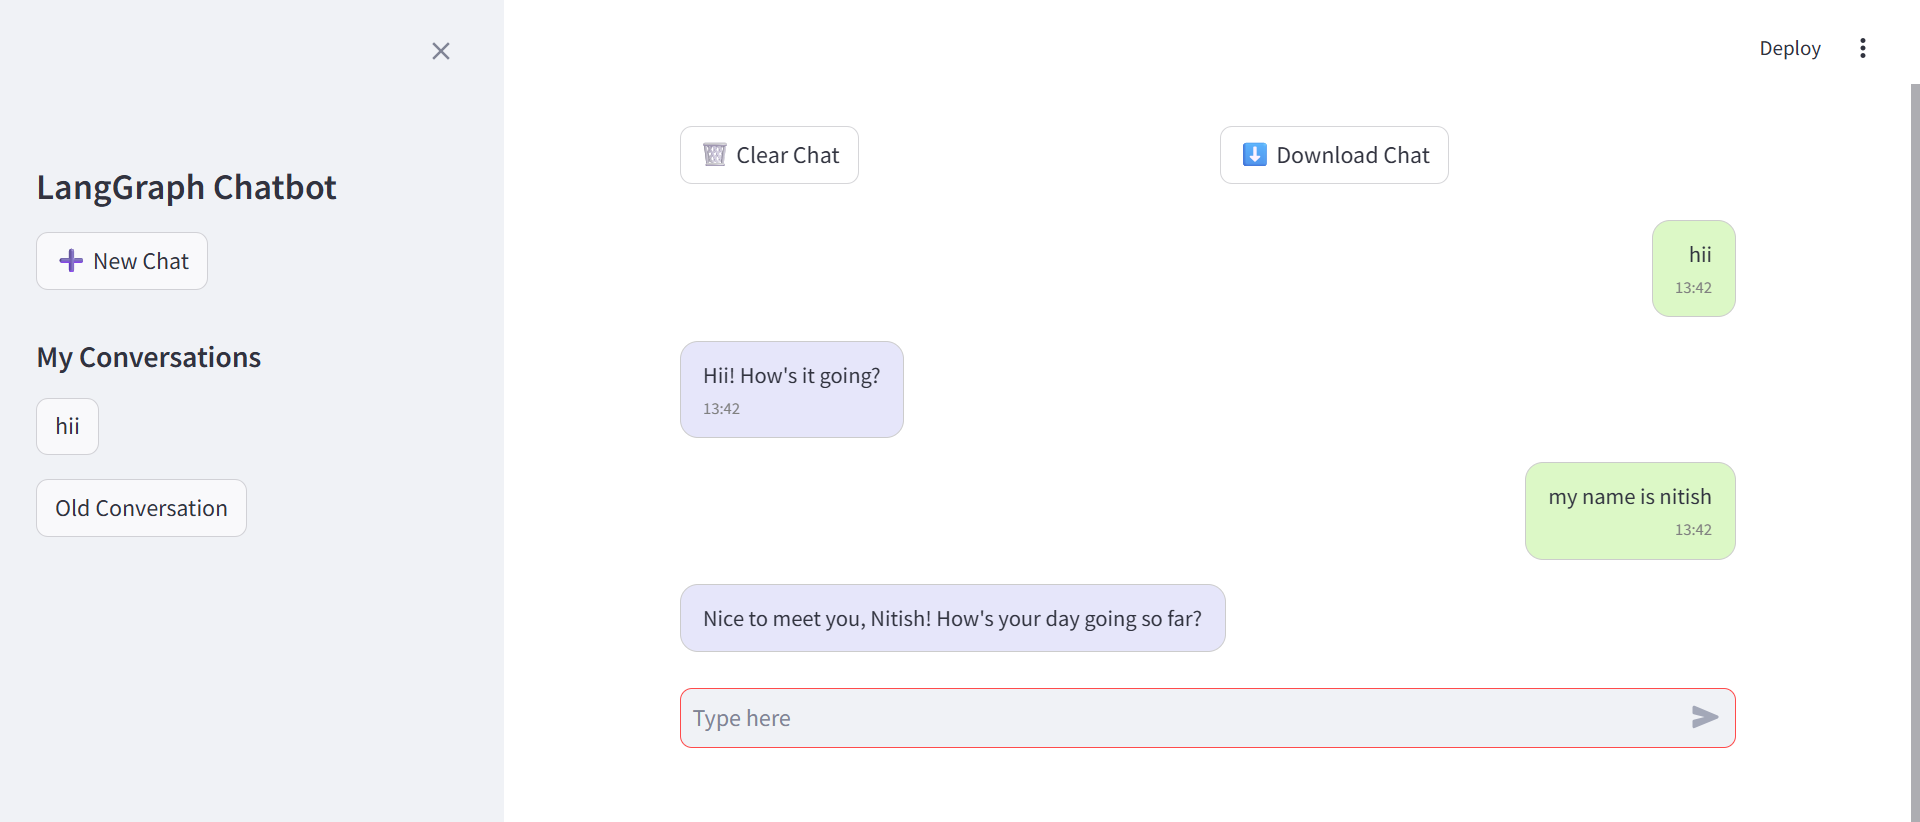 Deploy
LangGraph Chatbot
New Chat
My Conversations
hii
Old Conversation
Clear Chat
Download Chat
hii
13:42
Hii! How's it going?
13:42
my name is nitish
13:42
Nice to meet you, Nitish! How's your day going so far?
Type here